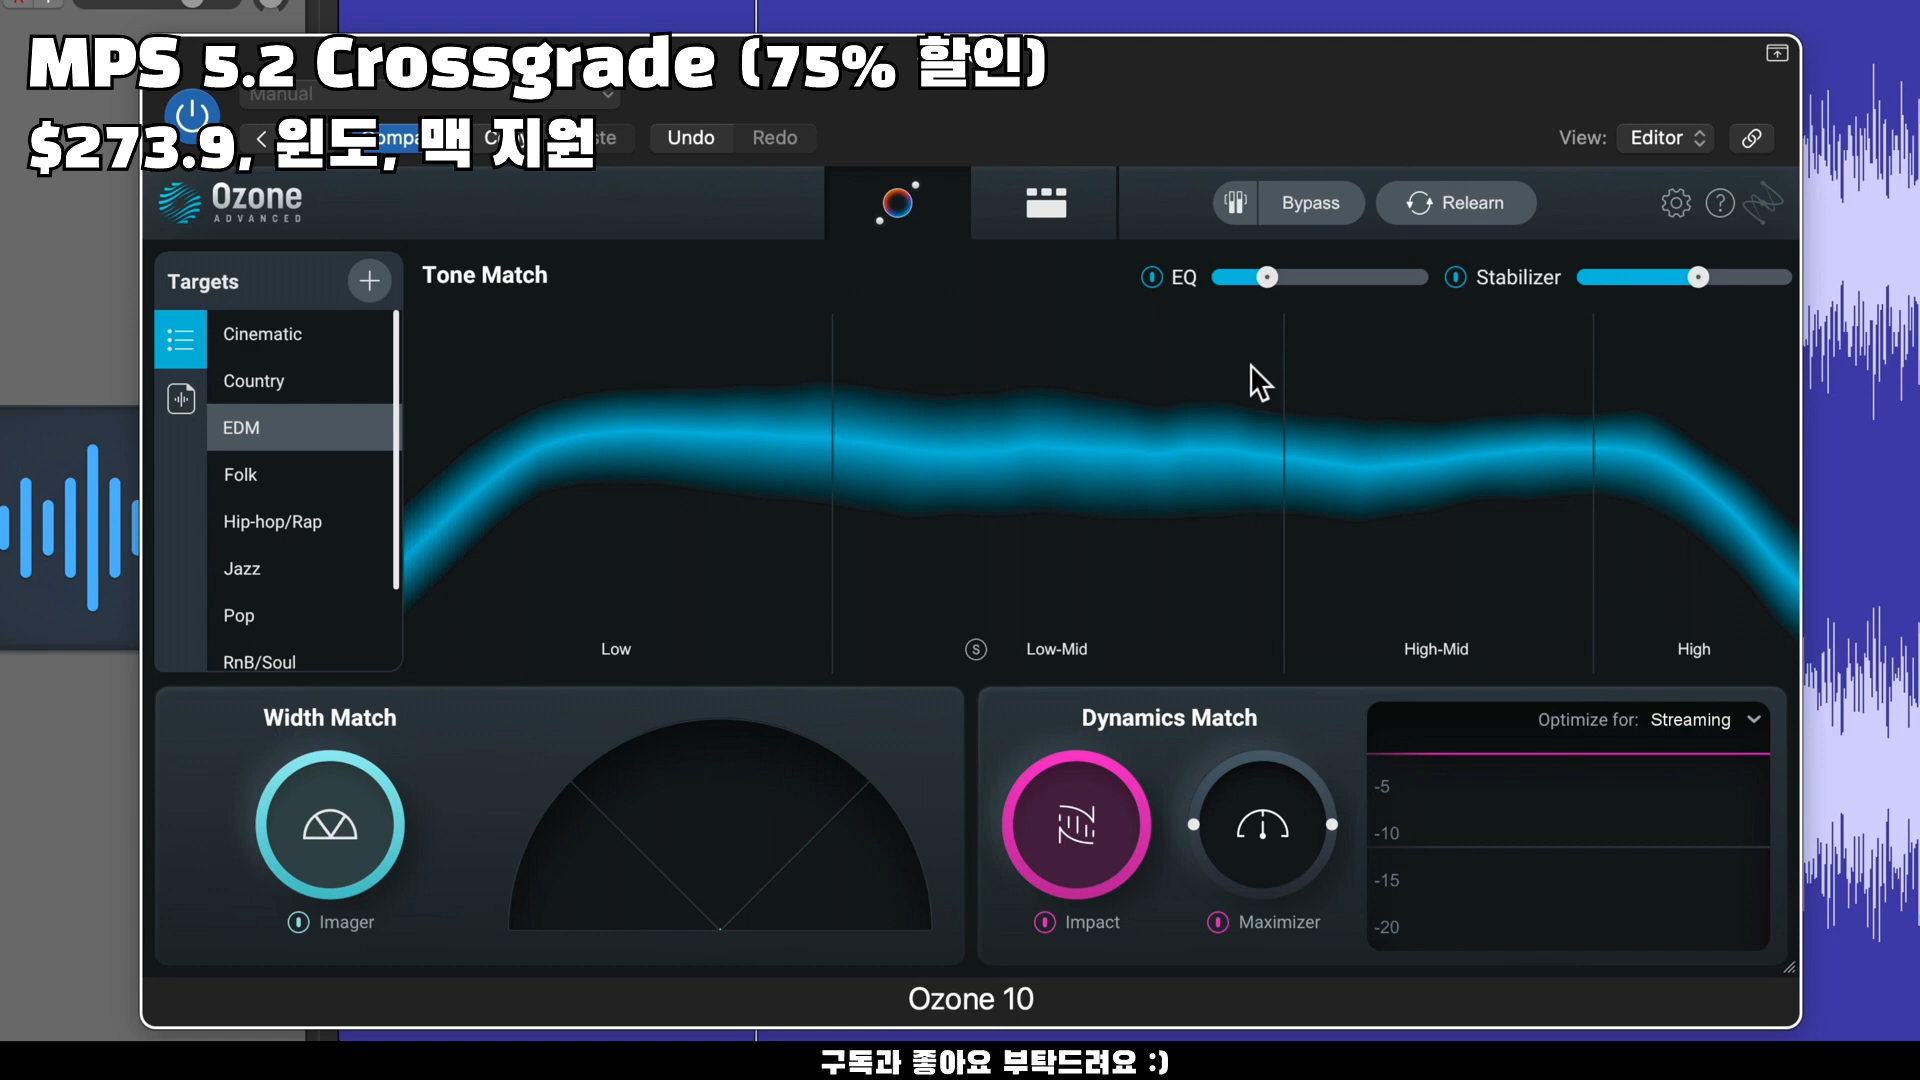 MPS 5.2 Crossgrade (75% 할인)
$273.9, 윈도, 맥 지원
Manual
Undo
Redo
View:
Editor
Ozone
ADVANCED
Bypass
Relearn
Targets
Cinematic
Country
EDM
Folk
Hip-hop/Rap
Jazz
Pop
RnB/Soul
Tone Match
EQ
Stabilizer
Low
S
Low-Mid
High-Mid
High
Width Match
Imager
Dynamics Match
Impact
Maximizer
Optimize for: Streaming
-5
-10
-15
-20
Ozone 10
구독과 좋아요 부탁드려요 :)